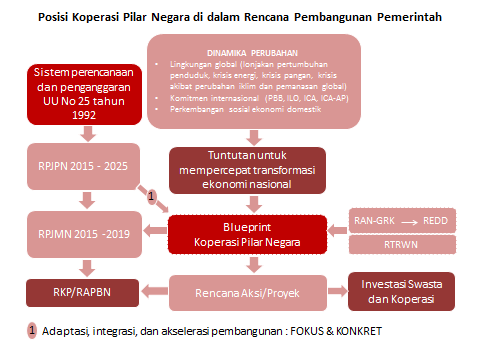 Posisi Koperasi Pilar Negara di dalam Rencana Pembangunan Pemerintah
Sistem perencanaan
dan penganggaran
UU No 25 tahun
1992
DINAMIKA PERUBAHAN
• Lingkungan global (lonjakan pertumbuhan
penduduk, krisis energi, krisis pangan, krisis
akibat perubahan iklim dan pemanasan global)
• Komitmen internasional (PBB, ILO, ICA, ICA-AP)
• Perkembangan sosial ekonomi domestik
RPJPN 2015 - 2025
Tuntutan untuk
mempercepat transformasi
ekonomi nasional
1
RPJMN 2015 -2019
Blueprint
Koperasi Pilar Negara
RAN-GRK → REDD
RTRWN
RKP/RAPBN
Rencana Aksi/Proyek
Investasi Swasta
dan Koperasi
1 Adaptasi, integrasi, dan akselerasi pembangunan : FOKUS & KONKRET